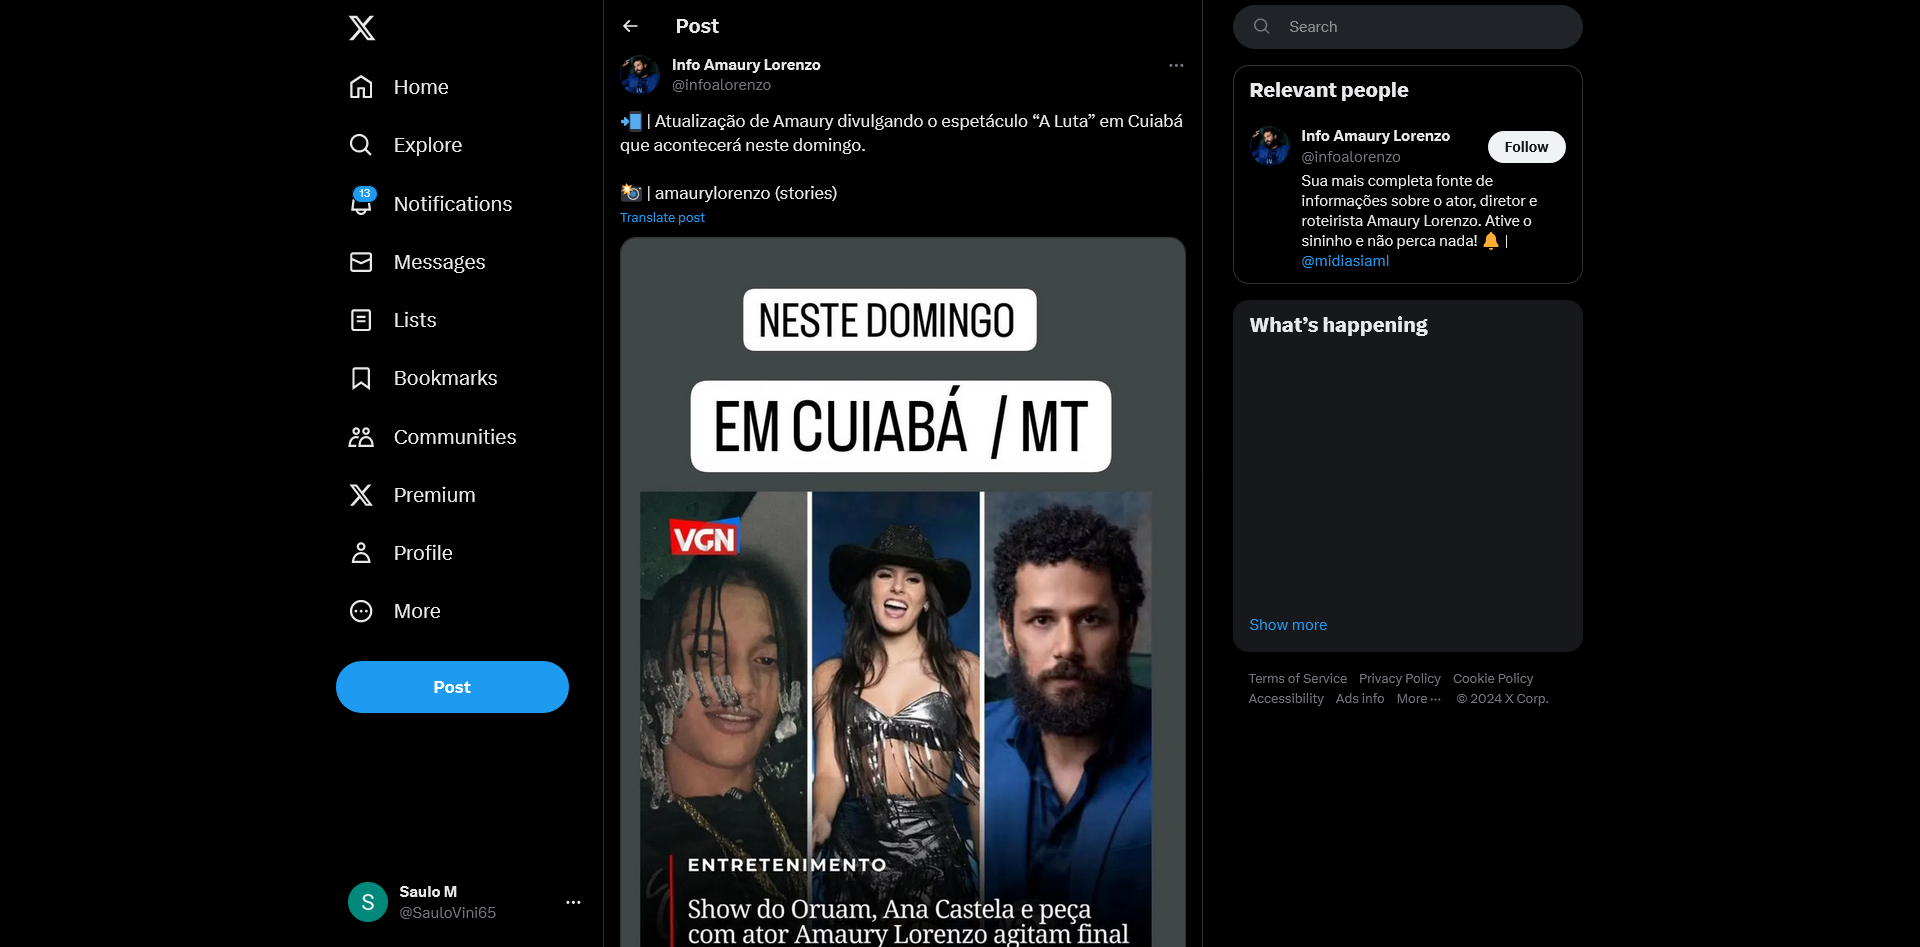 Home
Explore
13
Notifications
Messages
Lists
Bookmarks
Communities
Premium
Profile
More
Post
S
Saulo M
@SauloVini65
Post
Info Amaury Lorenzo
@infoalorenzo
| Atualização de Amaury divulgando o espetáculo “A Luta” em Cuiabá
que acontecerá neste domingo.
| amaurylorenzo (stories)
Translate post
NESTE DOMINGO
EM CUIABÁ / MT
VGN
ENTRETENIMENTO
Show do Oruam, Ana Castela e peça
com ator Amaury Lorenzo agitam final
Search
Relevant people
Info Amaury Lorenzo
@infoalorenzo
Follow
Sua mais completa fonte de
informações sobre o ator, diretor e
roteirista Amaury Lorenzo. Ative o
sininho e não perca nada! |
@midiasiaml
What’s happening
Show more
Terms of Service Privacy Policy Cookie Policy
Accessibility Ads info More ··· © 2024 X Corp.